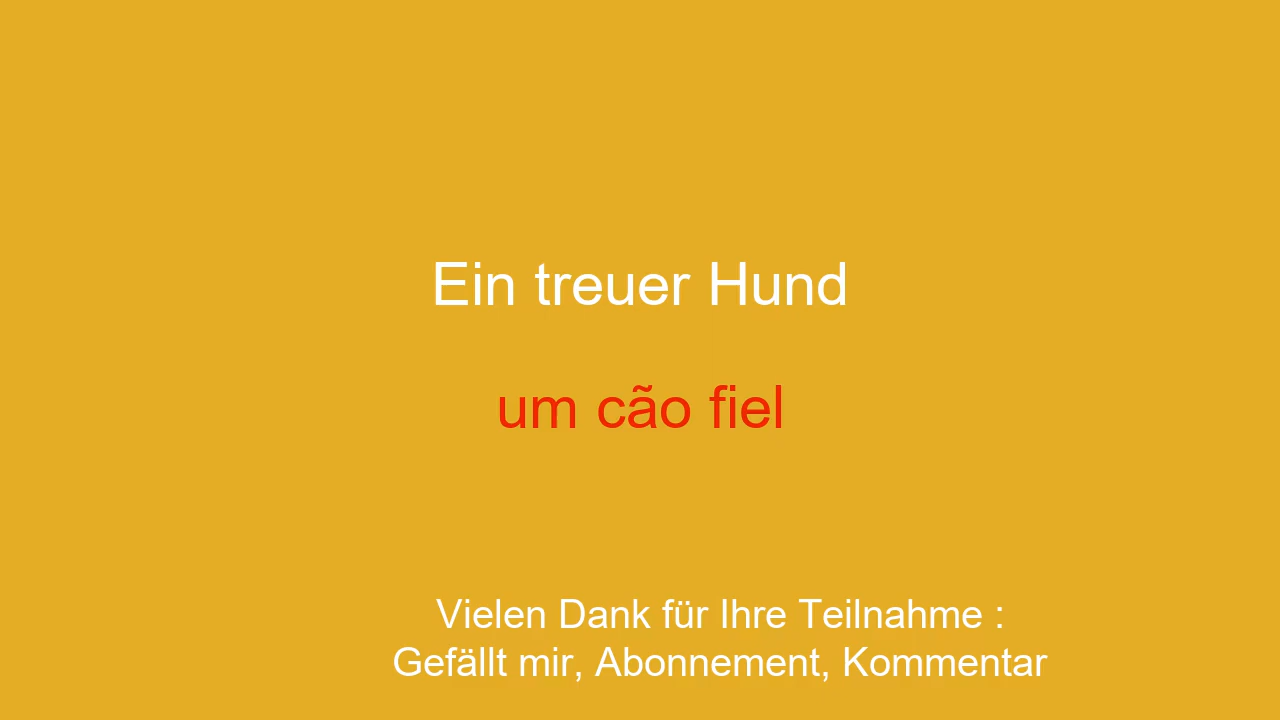 Ein treuer Hund
um cão fiel
Vielen Dank für Ihre Teilnahme :
Gefällt mir, Abonnement, Kommentar